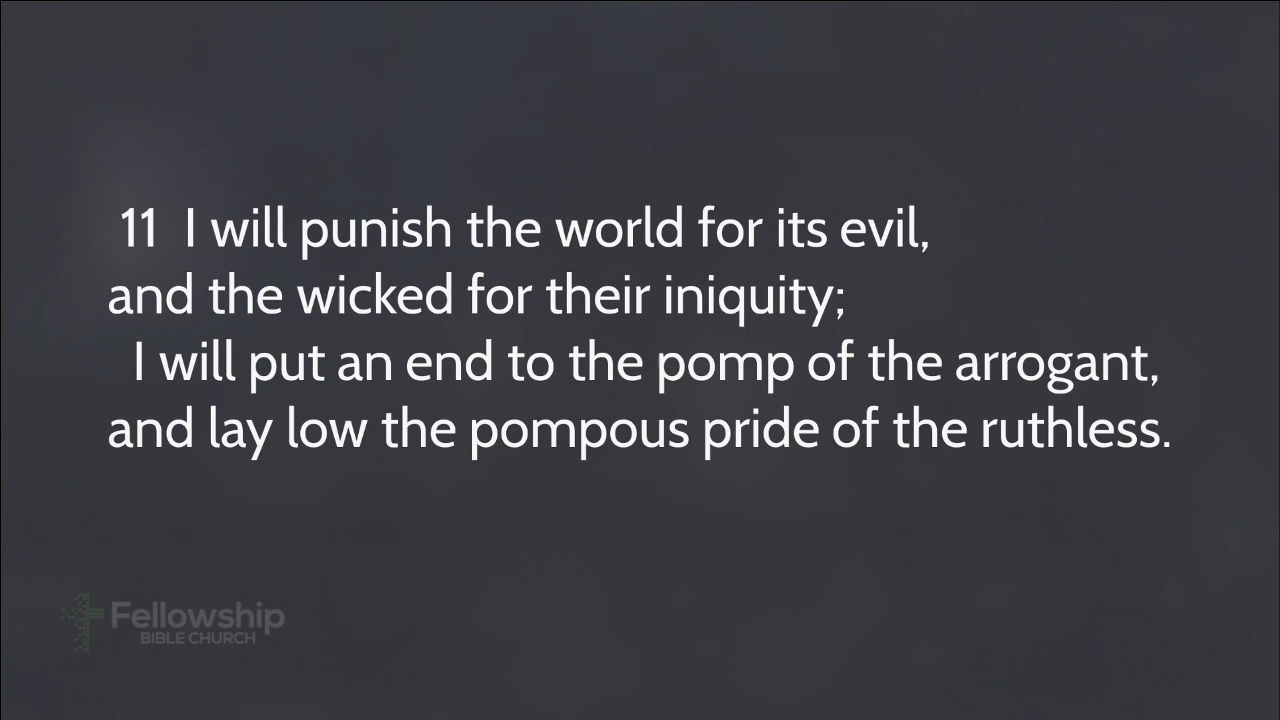 11 I will punish the world for its evil,
and the wicked for their iniquity;
I will put an end to the pomp of the arrogant,
and lay low the pompous pride of the ruthless.
Fellowship
BIBLE CHURCH